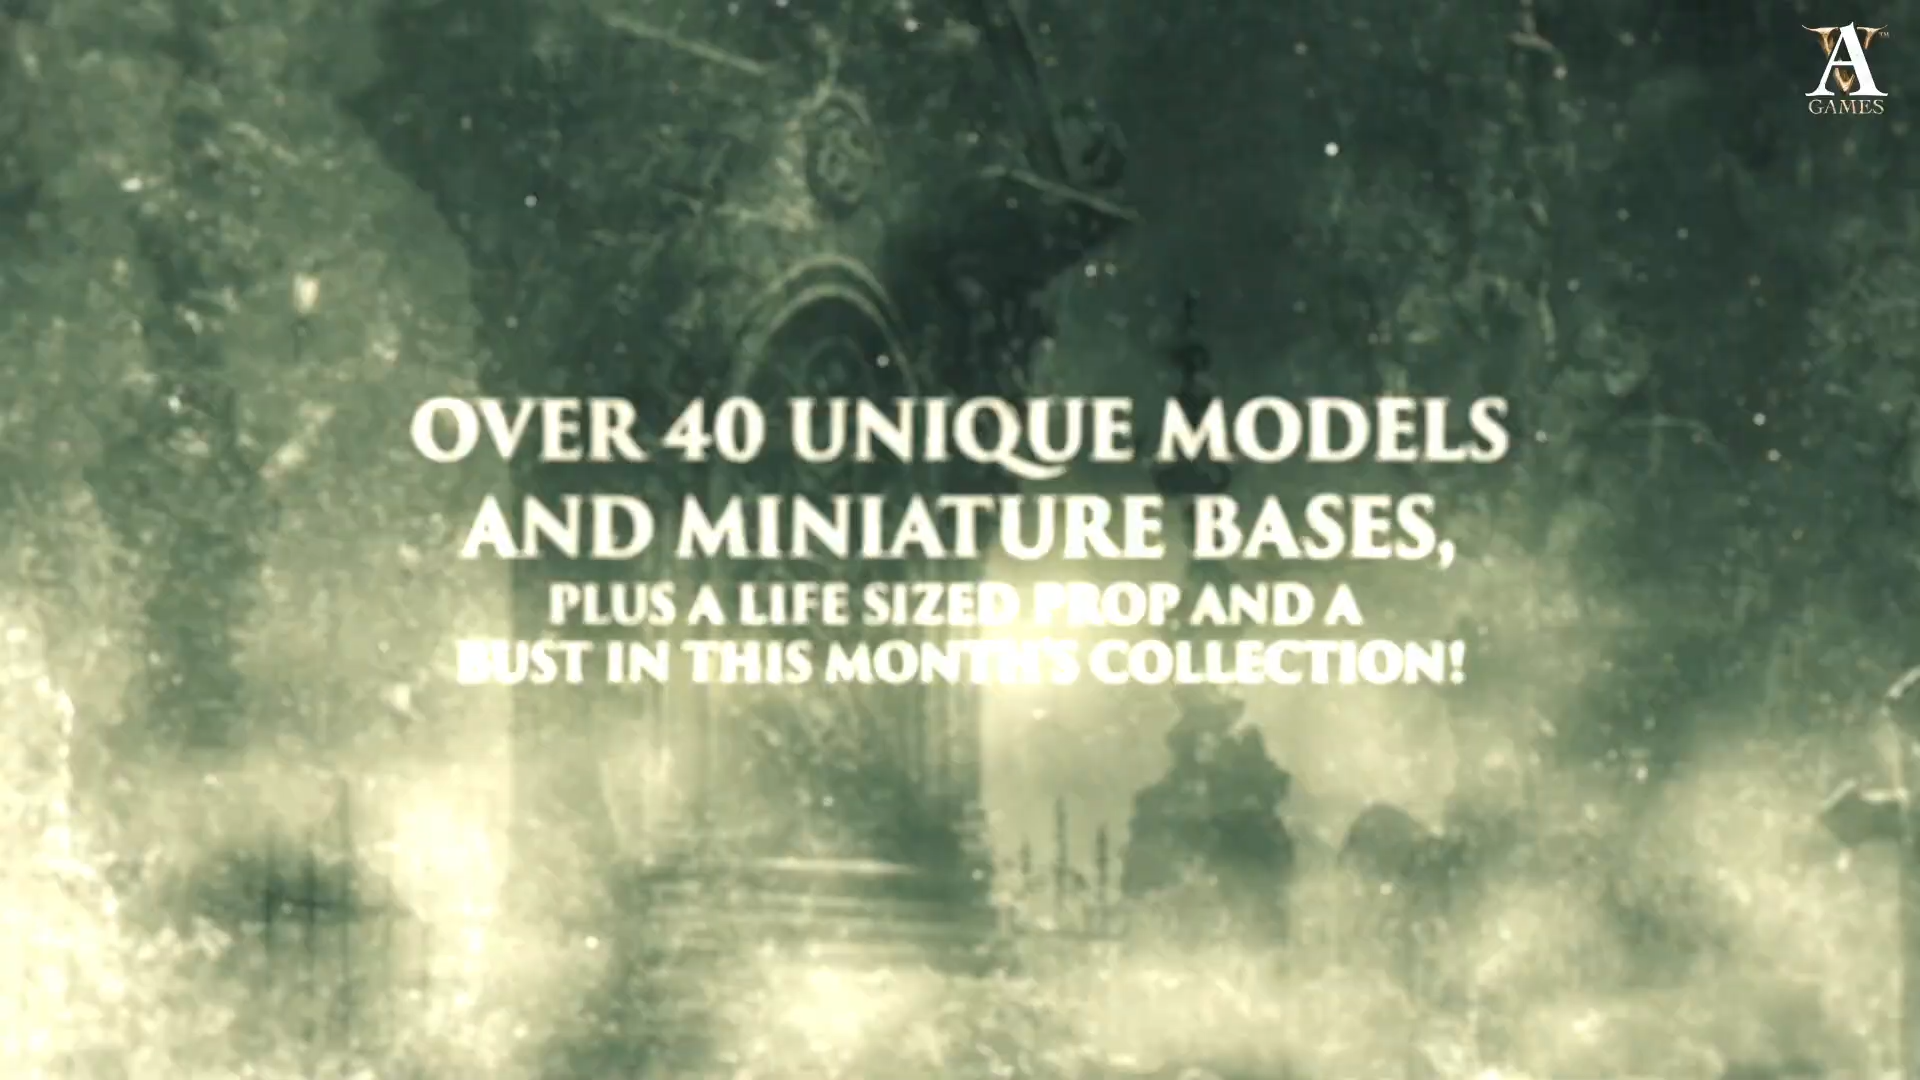 OVER 40 UNIQUE MODELS
AND MINIATURE BASES,
PLUS A LIFE SIZED PROP AND A
BUST IN THIS MONTH'S COLLECTION!
GAMES